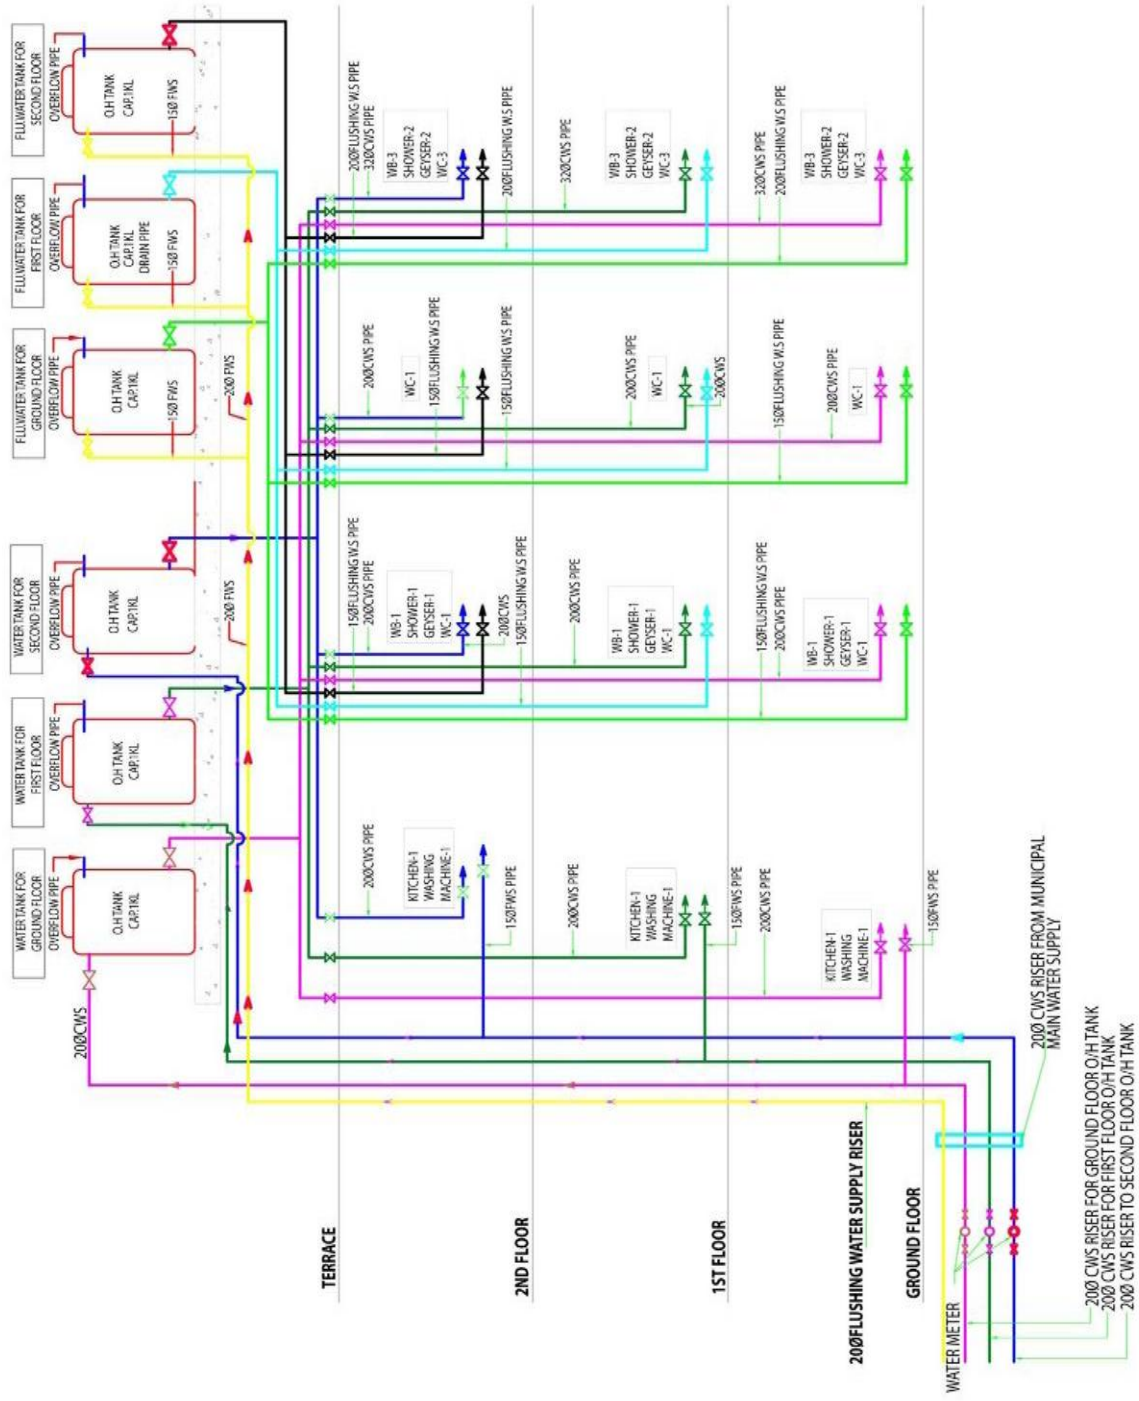 FLU.WATER TANK FOR
SECOND FLOOR
OVERFLOW PIPE
O.H TANK
CAP.1KL
15Ø FWS
FLU.WATER TANK FOR
FIRST FLOOR
OVERFLOW PIPE
O.H TANK
CAP.1KL
DRAIN PIPE
15Ø FWS
FLU.WATER TANK FOR
GROUND FLOOR
OVERFLOW PIPE
O.H TANK
CAP.1KL
15Ø FWS
20Ø FWS
WATER TANK FOR
SECOND FLOOR
OVERFLOW PIPE
O.H TANK
CAP.1KL
20Ø FWS
WATER TANK FOR
FIRST FLOOR
OVERFLOW PIPE
O.H TANK
CAP.1KL
WATER TANK FOR
GROUND FLOOR
OVERFLOW PIPE
O.H TANK
CAP.1KL
20ØCWS
20ØFLUSHING W.S PIPE
32ØCWS PIPE
WB-3
SHOWER-2
GEYSER-2
WC-3
20ØFLUSHING W.S PIPE
32ØCWS PIPE
WB-3
SHOWER-2
GEYSER-2
WC-3
32ØCWS PIPE
20ØFLUSHING W.S PIPE
WB-3
SHOWER-2
GEYSER-2
WC-3
20ØCWS PIPE
WC-1
15ØFLUSHING W.S PIPE
15ØFLUSHING W.S PIPE
20ØCWS PIPE
WC-1
20ØCWS
15ØFLUSHING W.S PIPE
20ØCWS PIPE
WC-1
15ØFLUSHING W.S PIPE
20ØCWS PIPE
WB-1
SHOWER-1
GEYSER-1
WC-1
20ØCWS
15ØFLUSHING W.S PIPE
20ØCWS PIPE
WB-1
SHOWER-1
GEYSER-1
WC-1
15ØFLUSHING W.S PIPE
20ØCWS PIPE
WB-1
SHOWER-1
GEYSER-1
WC-1
20ØCWS PIPE
KITCHEN-1
WASHING
MACHINE-1
15ØFWS PIPE
20ØCWS PIPE
KITCHEN-1
WASHING
MACHINE-1
15ØFWS PIPE
20ØCWS PIPE
KITCHEN-1
WASHING
MACHINE-1
15ØFWS PIPE
TERRACE
2ND FLOOR
1ST FLOOR
20ØFLUSHING WATER SUPPLY RISER
GROUND FLOOR
WATER METER
20Ø CWS RISER FROM MUNICIPAL
MAIN WATER SUPPLY
20Ø CWS RISER FOR GROUND FLOOR O/H TANK
20Ø CWS RISER FOR FIRST FLOOR O/H TANK
20Ø CWS RISER TO SECOND FLOOR O/H TANK